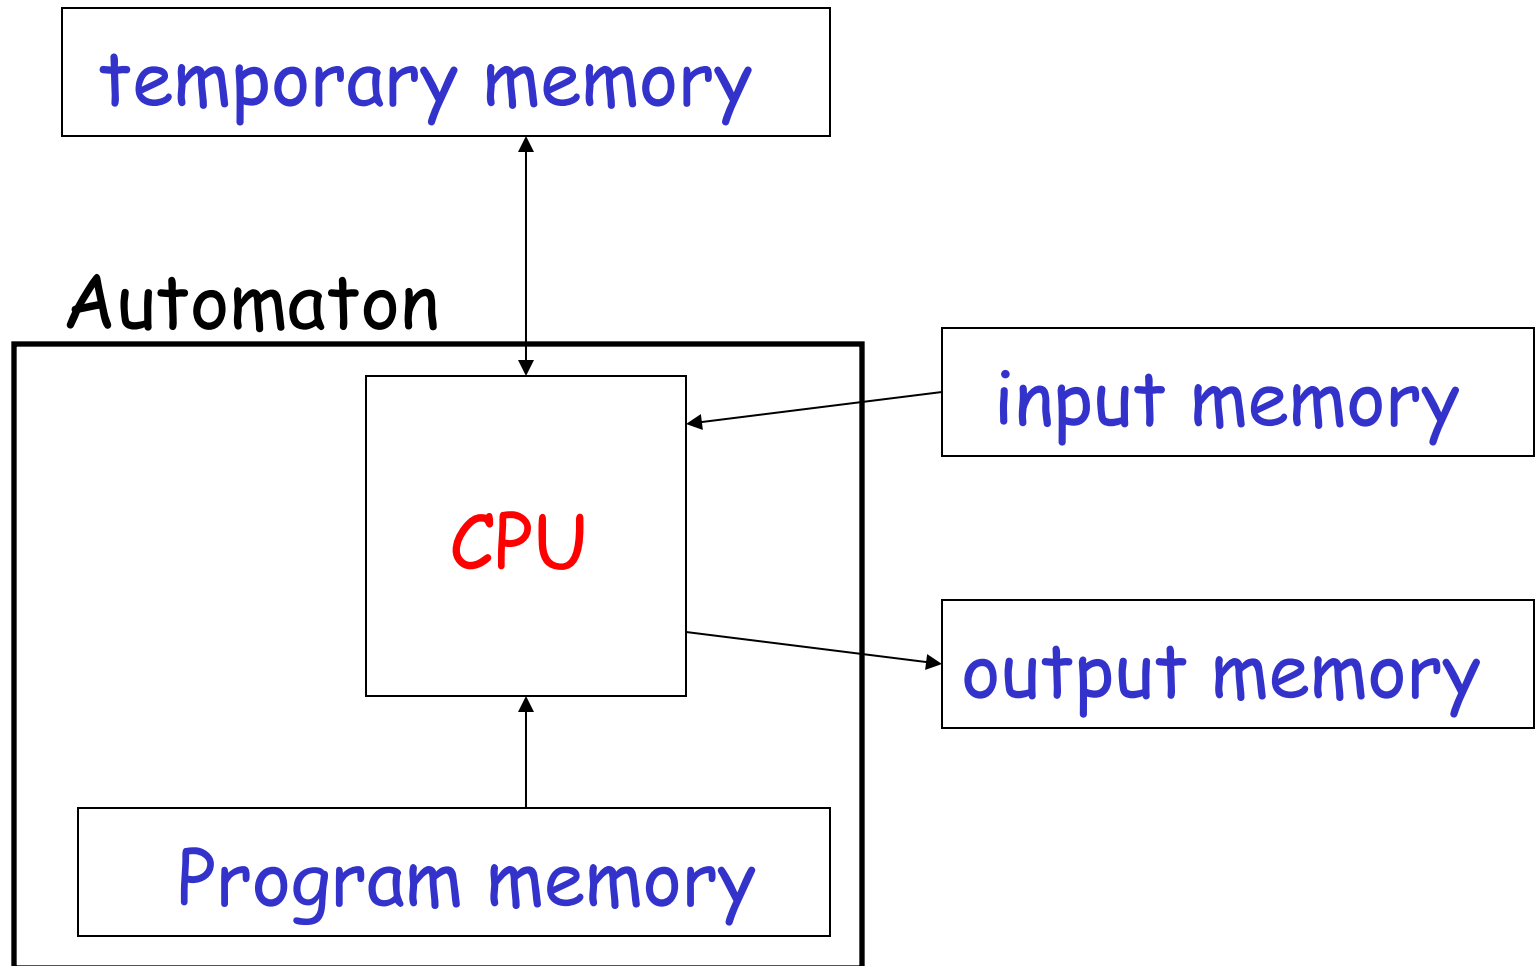 temporary memory
Automaton
input memory
CPU
output memory
Program memory